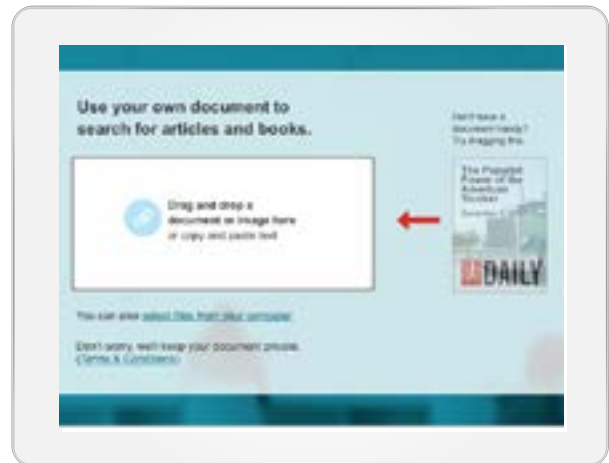 Use your own document to
search for articles and books.
Don't have a
document handy?
Try dragging this.
Drag and drop a
document or image here
or copy and paste text
The Populist
Power of the
American
Trucker
DAILY
You can also select files from your computer
Don't worry, we'll keep your document private.
(Terms & Conditions)